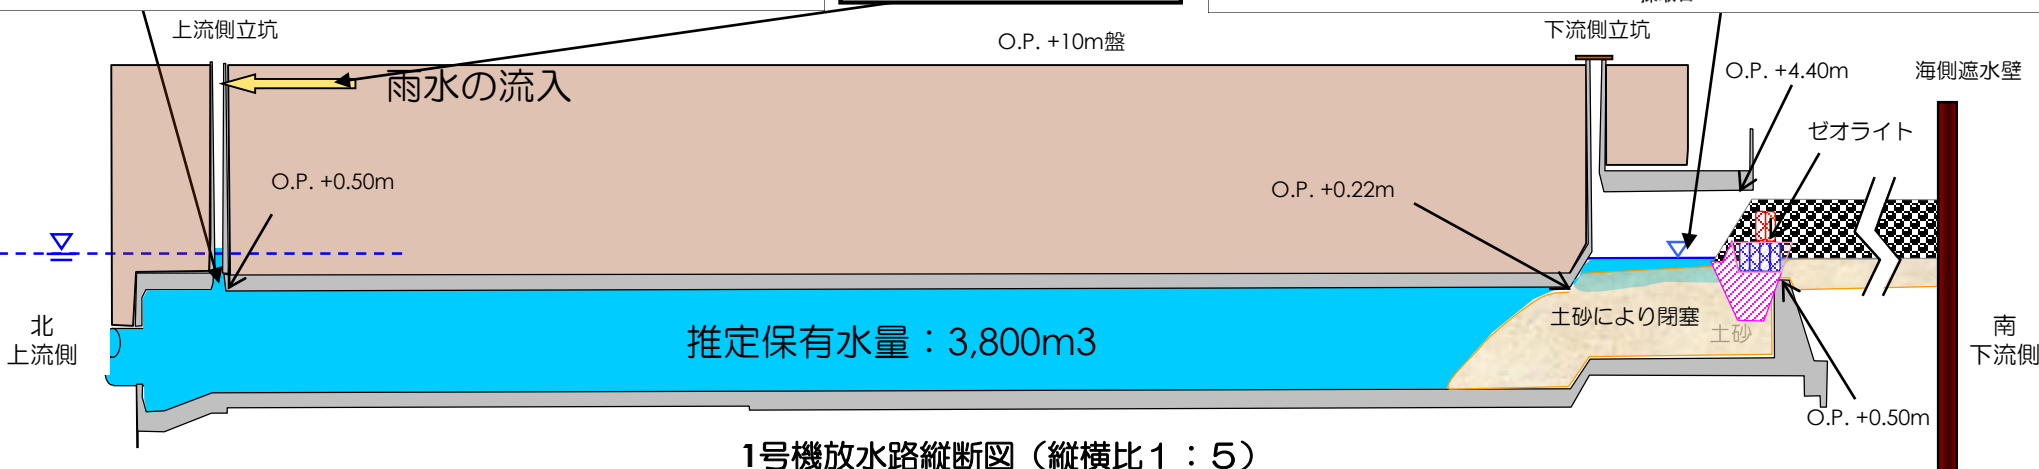 上流側立坑
O.P. +10m盤
下流側立坑
O.P. +4.40m
海側遮水壁
雨水の流入
ゼオライト
O.P. +0.50m
O.P. +0.22m
土砂により閉塞
土砂
推定保有水量：3,800m3
北
上流側
南
下流側
O.P. +0.50m
1号機放水路縦断図（縦横比１：５）